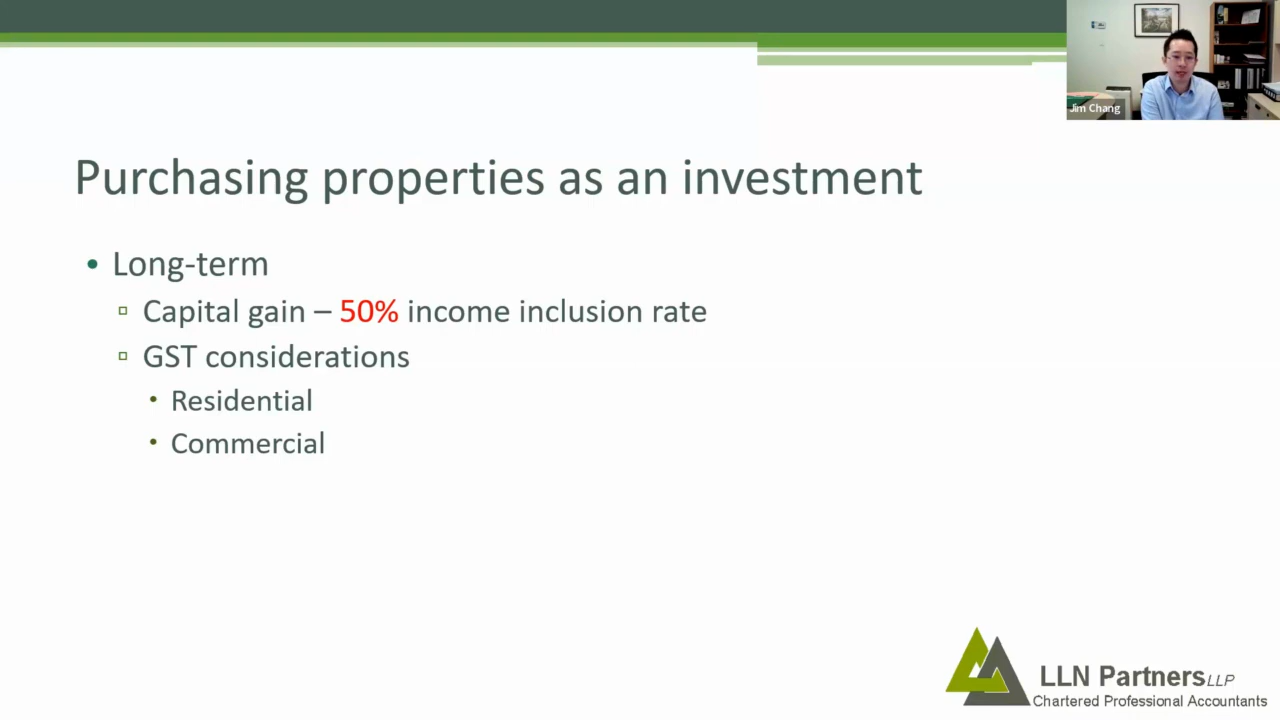 Jim Chang
Purchasing properties as an investment
• Long-term
▫ Capital gain – 50% income inclusion rate
▫ GST considerations
• Residential
• Commercial
LLN Partners LLP
Chartered Professional Accountants